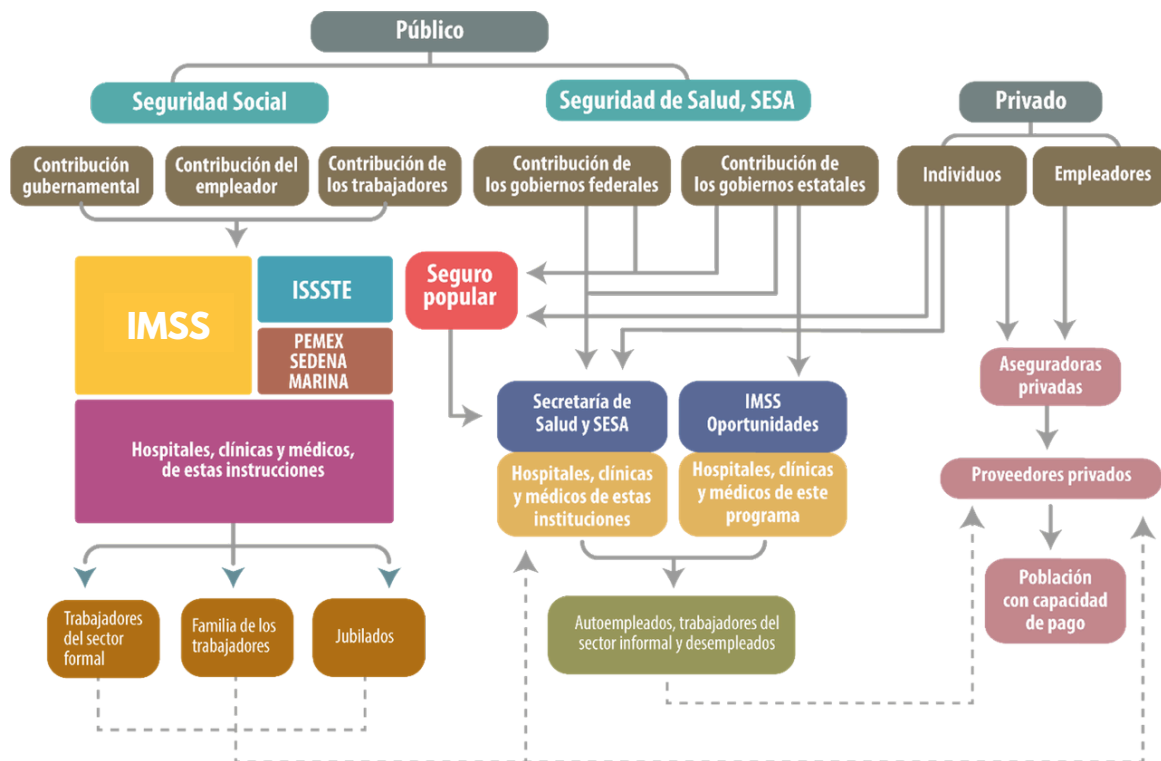 Público
Seguridad Social
Seguridad de Salud, SESA
Privado
Contribución
gubernamental
Contribución del
empleador
Contribución de
los trabajadores
Contribución de
los gobiernos federales
Contribución de
los gobiernos estatales
Individuos
Empleadores
IMSS
ISSSTE
PEMEX
SEDENA
MARINA
Seguro
popular
Hospitales, clínicas y médicos,
de estas instrucciones
Secretaría de
Salud y SESA
IMSS
Oportunidades
Hospitales, clínicas
y médicos de estas
instituciones
Hospitales, clínicas
y médicos de este
programa
Aseguradoras
privadas
Proveedores privados
Población
con capacidad
de pago
Trabajadores
del sector
formal
Familia de los
trabajadores
Jubilados
Autoempleados, trabajadores del
sector informal y desempleados